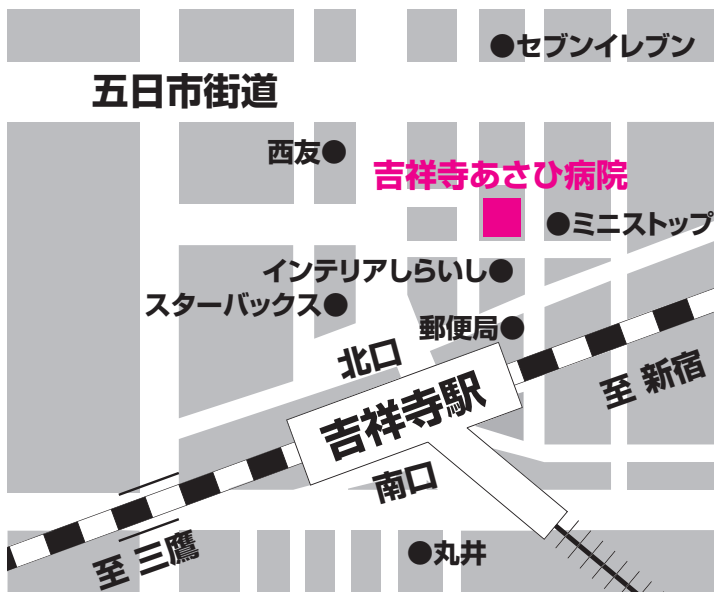 ●セブンイレブン
五日市街道
西友●
吉祥寺あさひ病院
●ミニストップ
インテリアしらいし●
スターバックス●
郵便局●
北口
至 新宿
吉祥寺駅
南口
至 三鷹
●丸井